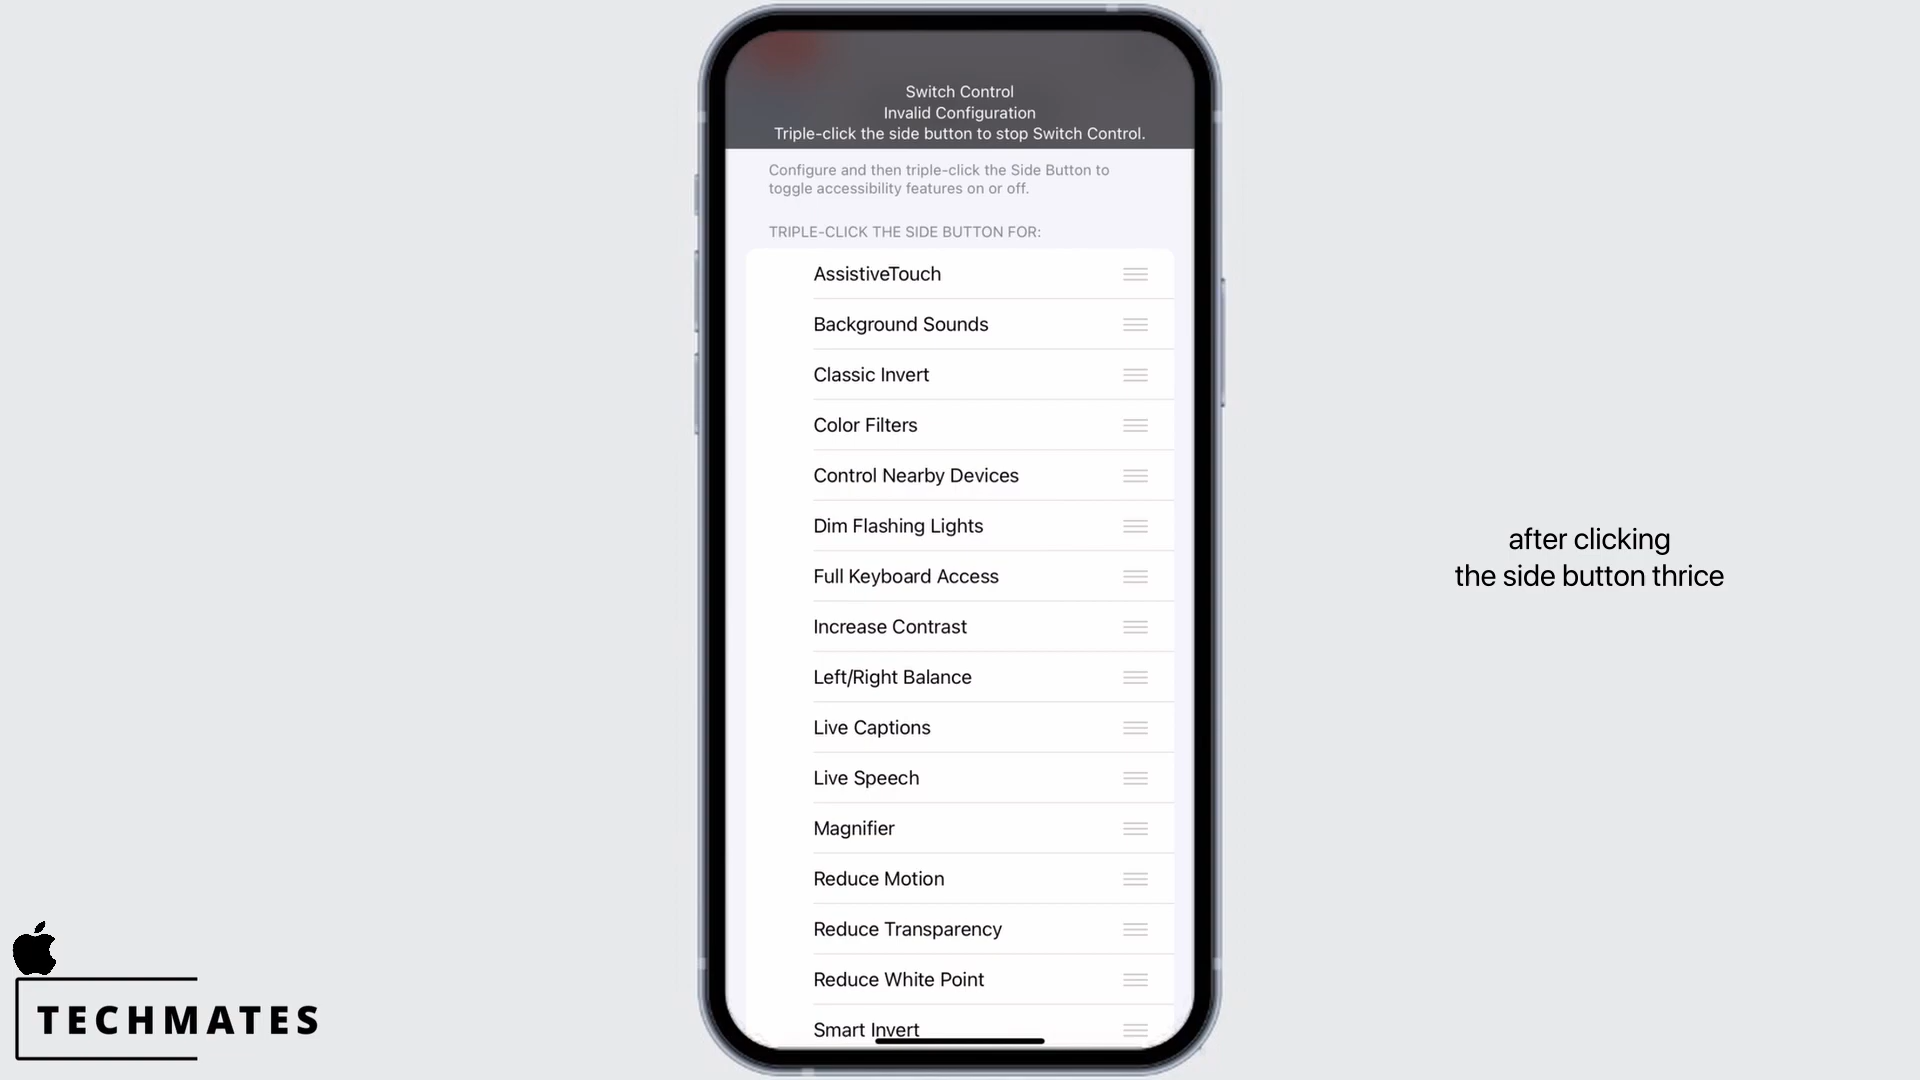 Switch Control
Invalid Configuration
Triple-click the side button to stop Switch Control.
Configure and then triple-click the Side Button to
toggle accessibility features on or off.
TRIPLE-CLICK THE SIDE BUTTON FOR:
AssistiveTouch
Background Sounds
Classic Invert
Color Filters
Control Nearby Devices
Dim Flashing Lights
Full Keyboard Access
Increase Contrast
Left/Right Balance
Live Captions
Live Speech
Magnifier
Reduce Motion
Reduce Transparency
Reduce White Point
Smart Invert
after clicking
the side button thrice
TECHMATES